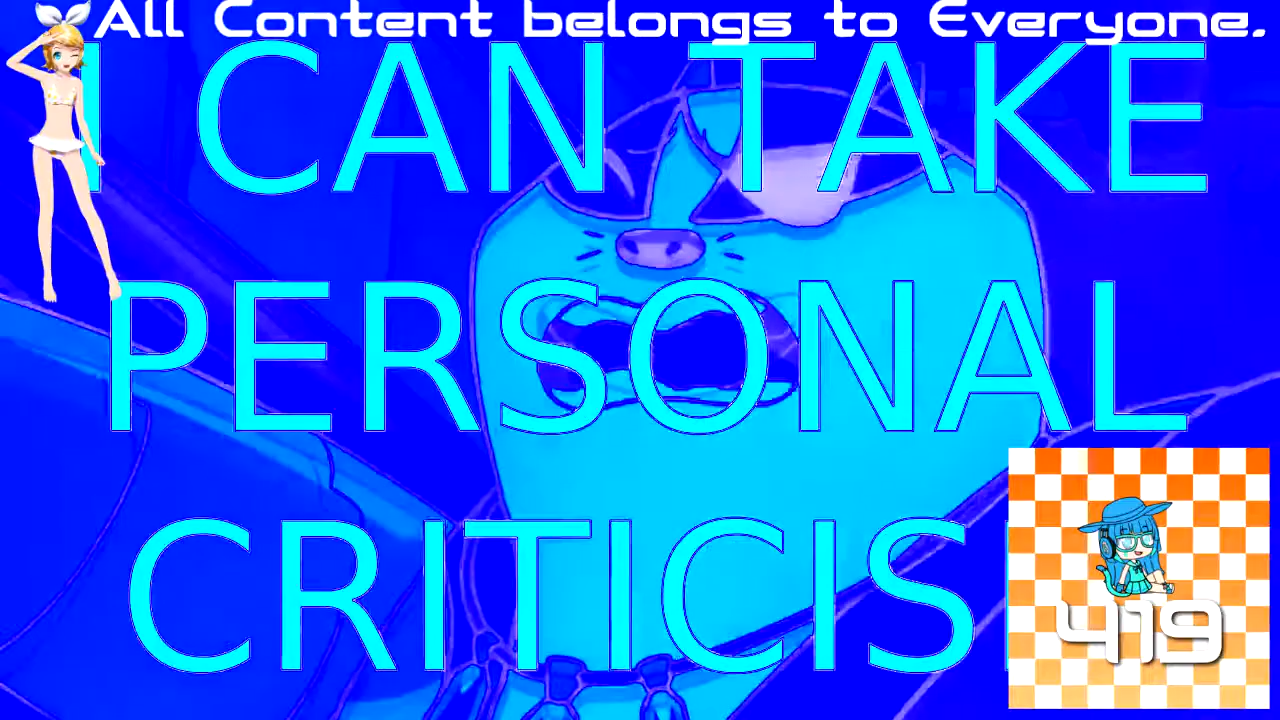 All Content belongs to Everyone.
I CAN TAKE
PERSONAL
CRITICIS
419